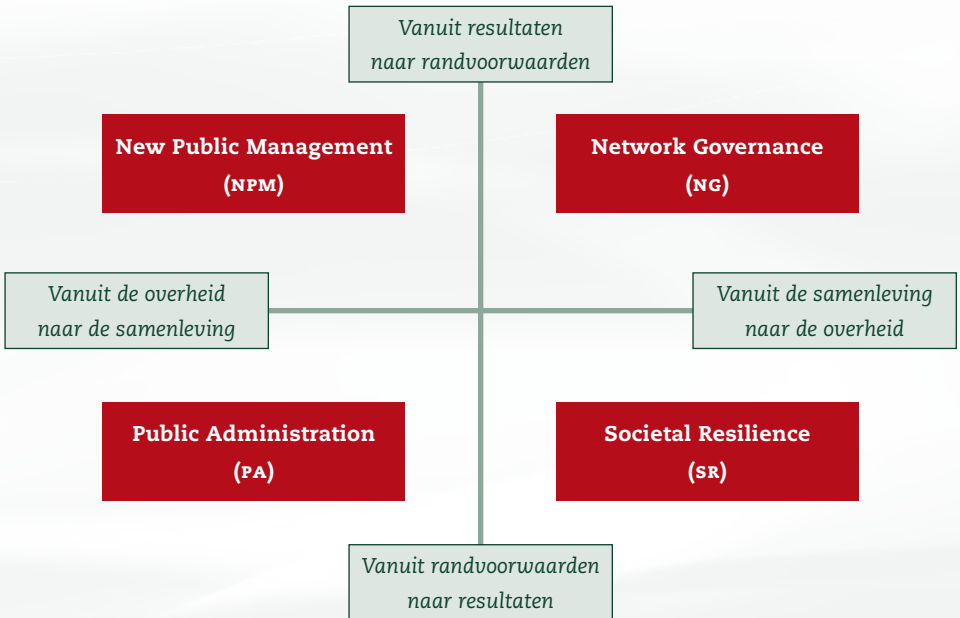 Vanuit resultaten
naar randvoorwaarden
New Public Management
(NPM)
Network Governance
(NG)
Vanuit de overheid
naar de samenleving
Vanuit de samenleving
naar de overheid
Public Administration
(PA)
Societal Resilience
(SR)
Vanuit randvoorwaarden
naar resultaten